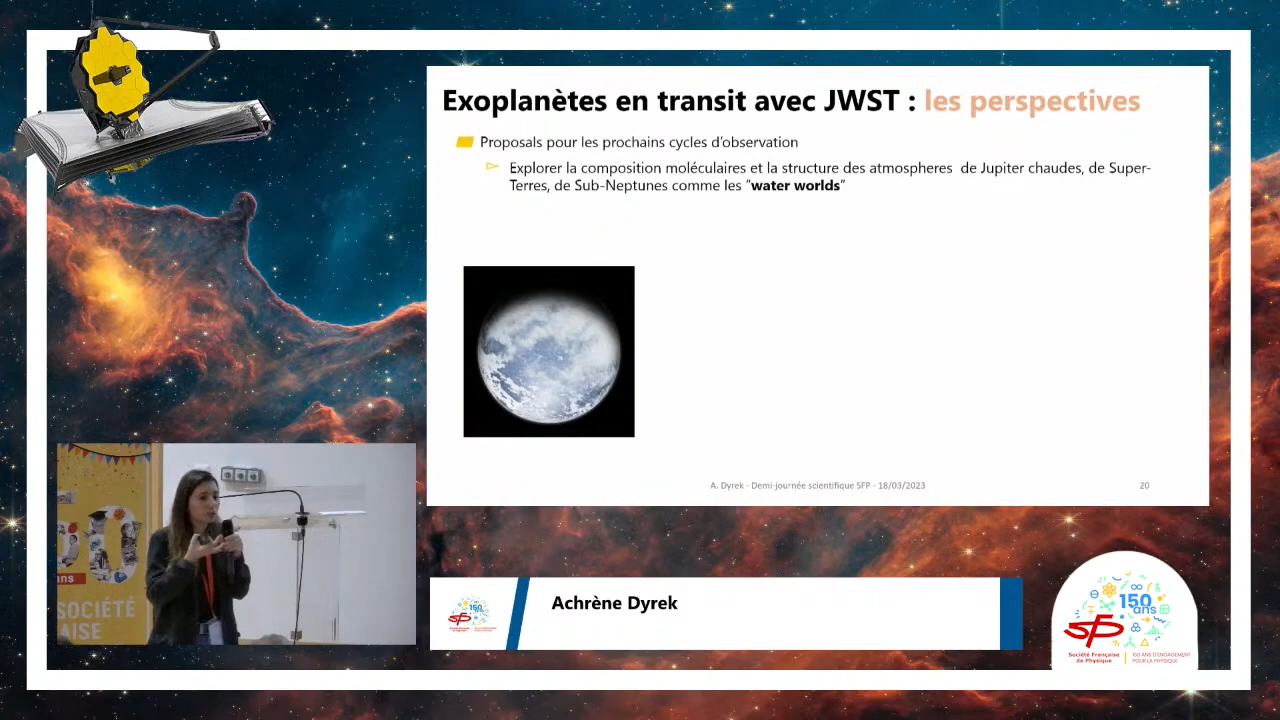 Exoplanètes en transit avec JWST : les perspectives
Proposals pour les prochains cycles d'observation
Explorer la composition moléculaires et la structure des atmospheres de Jupiter chaudes, de Super-
Terres, de Sub-Neptunes comme les "water worlds"
A. Dyrek - Demi-journée scientifique SFP - 18/03/2023
20
ans
SOCIÉTÉ
AISE
150
ans
Achrène Dyrek
150
ans
sfp
Société Française
de Physique
150 ANS D'ENGAGEMENT
POUR LA PHYSIQUE